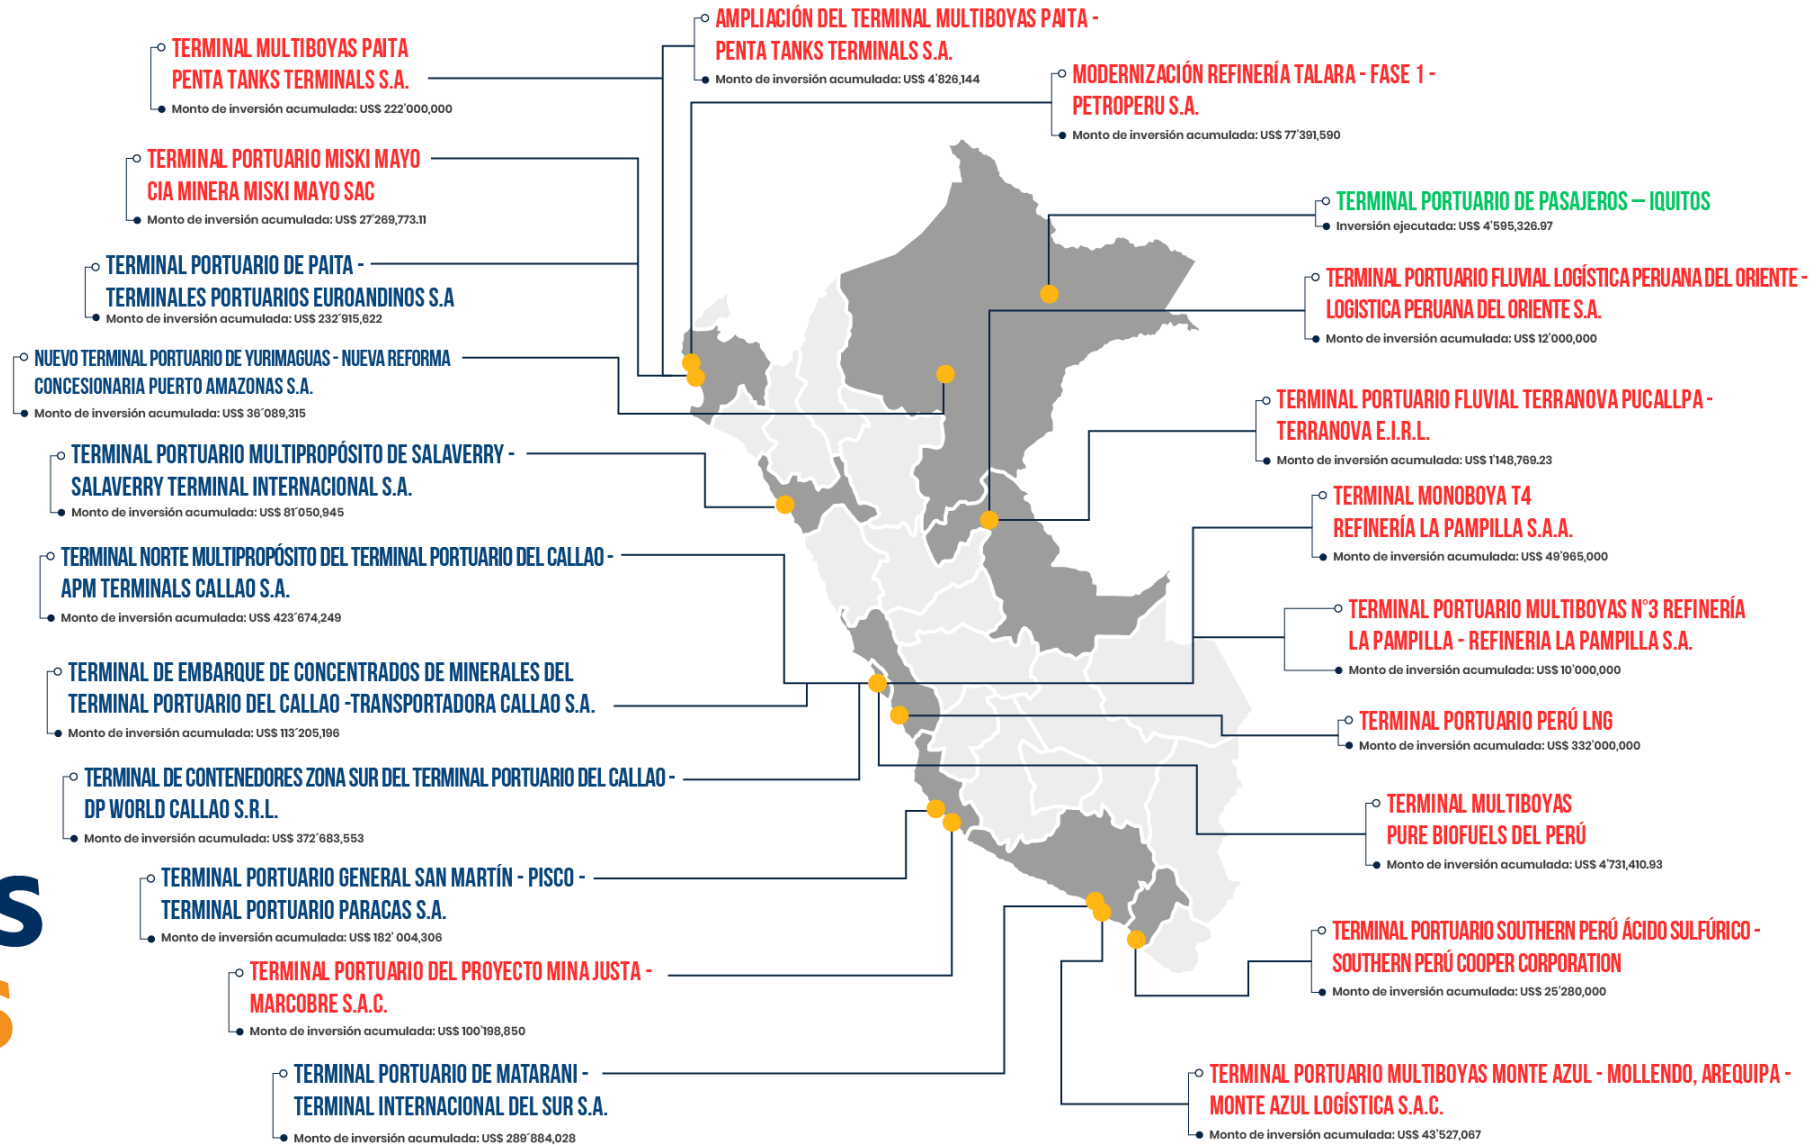 TERMINAL MULTIBOYAS PAITA
PENTA TANKS TERMINALS S.A.
Monto de inversión acumulada: US$ 222'000,000
AMPLIACIÓN DEL TERMINAL MULTIBOYAS PAITA -
PENTA TANKS TERMINALS S.A.
Monto de inversión acumulada: US$ 4'826,144
MODERNIZACIÓN REFINERÍA TALARA - FASE 1 -
PETROPERU S.A.
Monto de inversión acumulada: US$ 77'391,590
TERMINAL PORTUARIO MISKI MAYO
CIA MINERA MISKI MAYO SAC
Monto de inversión acumulada: US$ 27'269,773.11
TERMINAL PORTUARIO DE PAITA -
TERMINALES PORTUARIOS EUROANDINOS S.A
Monto de inversión acumulada: US$ 232´915,622
NUEVO TERMINAL PORTUARIO DE YURIMAGUAS - NUEVA REFORMA
CONCESIONARIA PUERTO AMAZONAS S.A.
Monto de inversión acumulada: US$ 36´089,315
TERMINAL PORTUARIO MULTIPROPÓSITO DE SALAVERRY -
SALAVERRY TERMINAL INTERNACIONAL S.A.
Monto de inversión acumulada: US$ 81´050,945
TERMINAL NORTE MULTIPROPÓSITO DEL TERMINAL PORTUARIO DEL CALLAO -
APM TERMINALS CALLAO S.A.
Monto de inversión acumulada: US$ 423´674,249
TERMINAL DE EMBARQUE DE CONCENTRADOS DE MINERALES DEL
TERMINAL PORTUARIO DEL CALLAO -TRANSPORTADORA CALLAO S.A.
Monto de inversión acumulada: US$ 113´205,196
TERMINAL DE CONTENEDORES ZONA SUR DEL TERMINAL PORTUARIO DEL CALLAO -
DP WORLD CALLAO S.R.L.
Monto de inversión acumulada: US$ 372´683,553
TERMINAL PORTUARIO GENERAL SAN MARTÍN - PISCO -
TERMINAL PORTUARIO PARACAS S.A.
Monto de inversión acumulada: US$ 182' 004,306
TERMINAL PORTUARIO DEL PROYECTO MINA JUSTA -
MARCOBRE S.A.C.
Monto de inversión acumulada: US$ 100'198,850
TERMINAL PORTUARIO DE MATARANI -
TERMINAL INTERNACIONAL DEL SUR S.A.
Monto de inversión acumulada: US$ 289´884,028
TERMINAL PORTUARIO DE PASAJEROS – IQUITOS
Inversión ejecutada: US$ 4'595,326.97
TERMINAL PORTUARIO FLUVIAL LOGÍSTICA PERUANA DEL ORIENTE -
LOGISTICA PERUANA DEL ORIENTE S.A.
Monto de inversión acumulada: US$ 12'000,000
TERMINAL PORTUARIO FLUVIAL TERRANOVA PUCALLPA -
TERRANOVA E.I.R.L.
Monto de inversión acumulada: US$ 1'148,769.23
TERMINAL MONOBOYA T4
REFINERÍA LA PAMPILLA S.A.A.
Monto de inversión acumulada: US$ 49'965,000
TERMINAL PORTUARIO MULTIBOYAS N°3 REFINERÍA
LA PAMPILLA - REFINERIA LA PAMPILLA S.A.
Monto de inversión acumulada: US$ 10'000,000
TERMINAL PORTUARIO PERÚ LNG
Monto de inversión acumulada: US$ 332'000,000
TERMINAL MULTIBOYAS
PURE BIOFUELS DEL PERÚ
Monto de inversión acumulada: US$ 4'731,410.93
TERMINAL PORTUARIO SOUTHERN PERÚ ÁCIDO SULFÚRICO -
SOUTHERN PERÚ COOPER CORPORATION
Monto de inversión acumulada: US$ 25'280,000
TERMINAL PORTUARIO MULTIBOYAS MONTE AZUL - MOLLENDO, AREQUIPA -
MONTE AZUL LOGÍSTICA S.A.C.
Monto de inversión acumulada: US$ 43'527,067
S
S